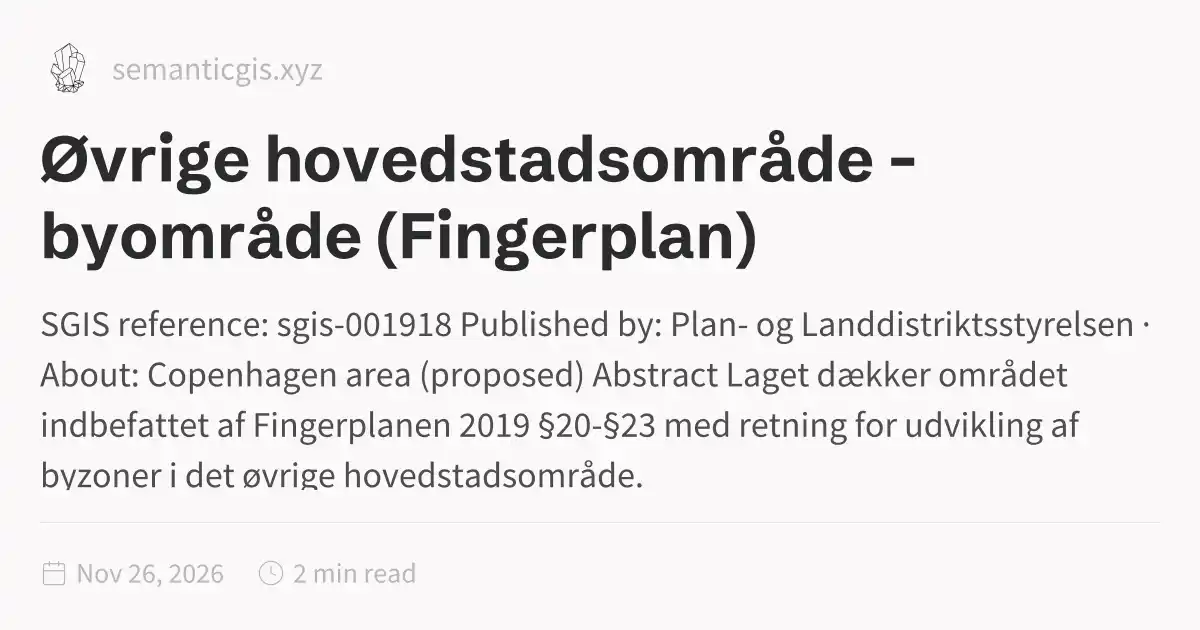 semanticgis.xyz
Øvrige hovedstadsområde -
byområde (Fingerplan)
SGIS reference: sgis-001918 Published by: Plan- og Landdistriktsstyrelsen ·
About: Copenhagen area (proposed) Abstract Laget dækker området
indbefattet af Fingerplanen 2019 §20-§23 med retning for udvikling af
byzoner i det øvrige hovedstadsområde.
Nov 26, 2026 2 min read